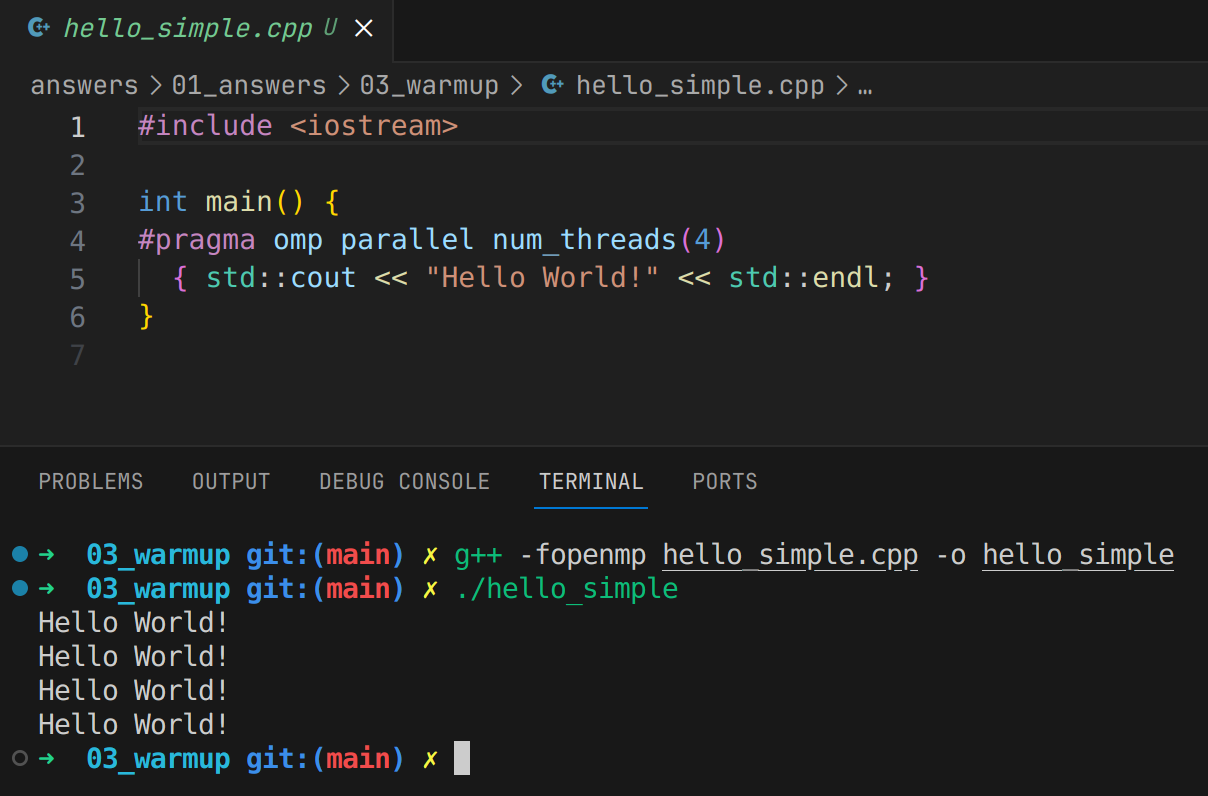 hello_simple.cpp U ×
answers > 01_answers > 03_warmup > hello_simple.cpp > …
1 #include <iostream>
2
3 int main() {
4 #pragma omp parallel num_threads(4)
5   { std::cout << "Hello World!" << std::endl; }
6 }
7
PROBLEMS OUTPUT DEBUG CONSOLE TERMINAL PORTS
➜  03_warmup git:(main) ✗ g++ -fopenmp hello_simple.cpp -o hello_simple
➜  03_warmup git:(main) ✗ ./hello_simple
Hello World!
Hello World!
Hello World!
Hello World!
➜  03_warmup git:(main) ✗